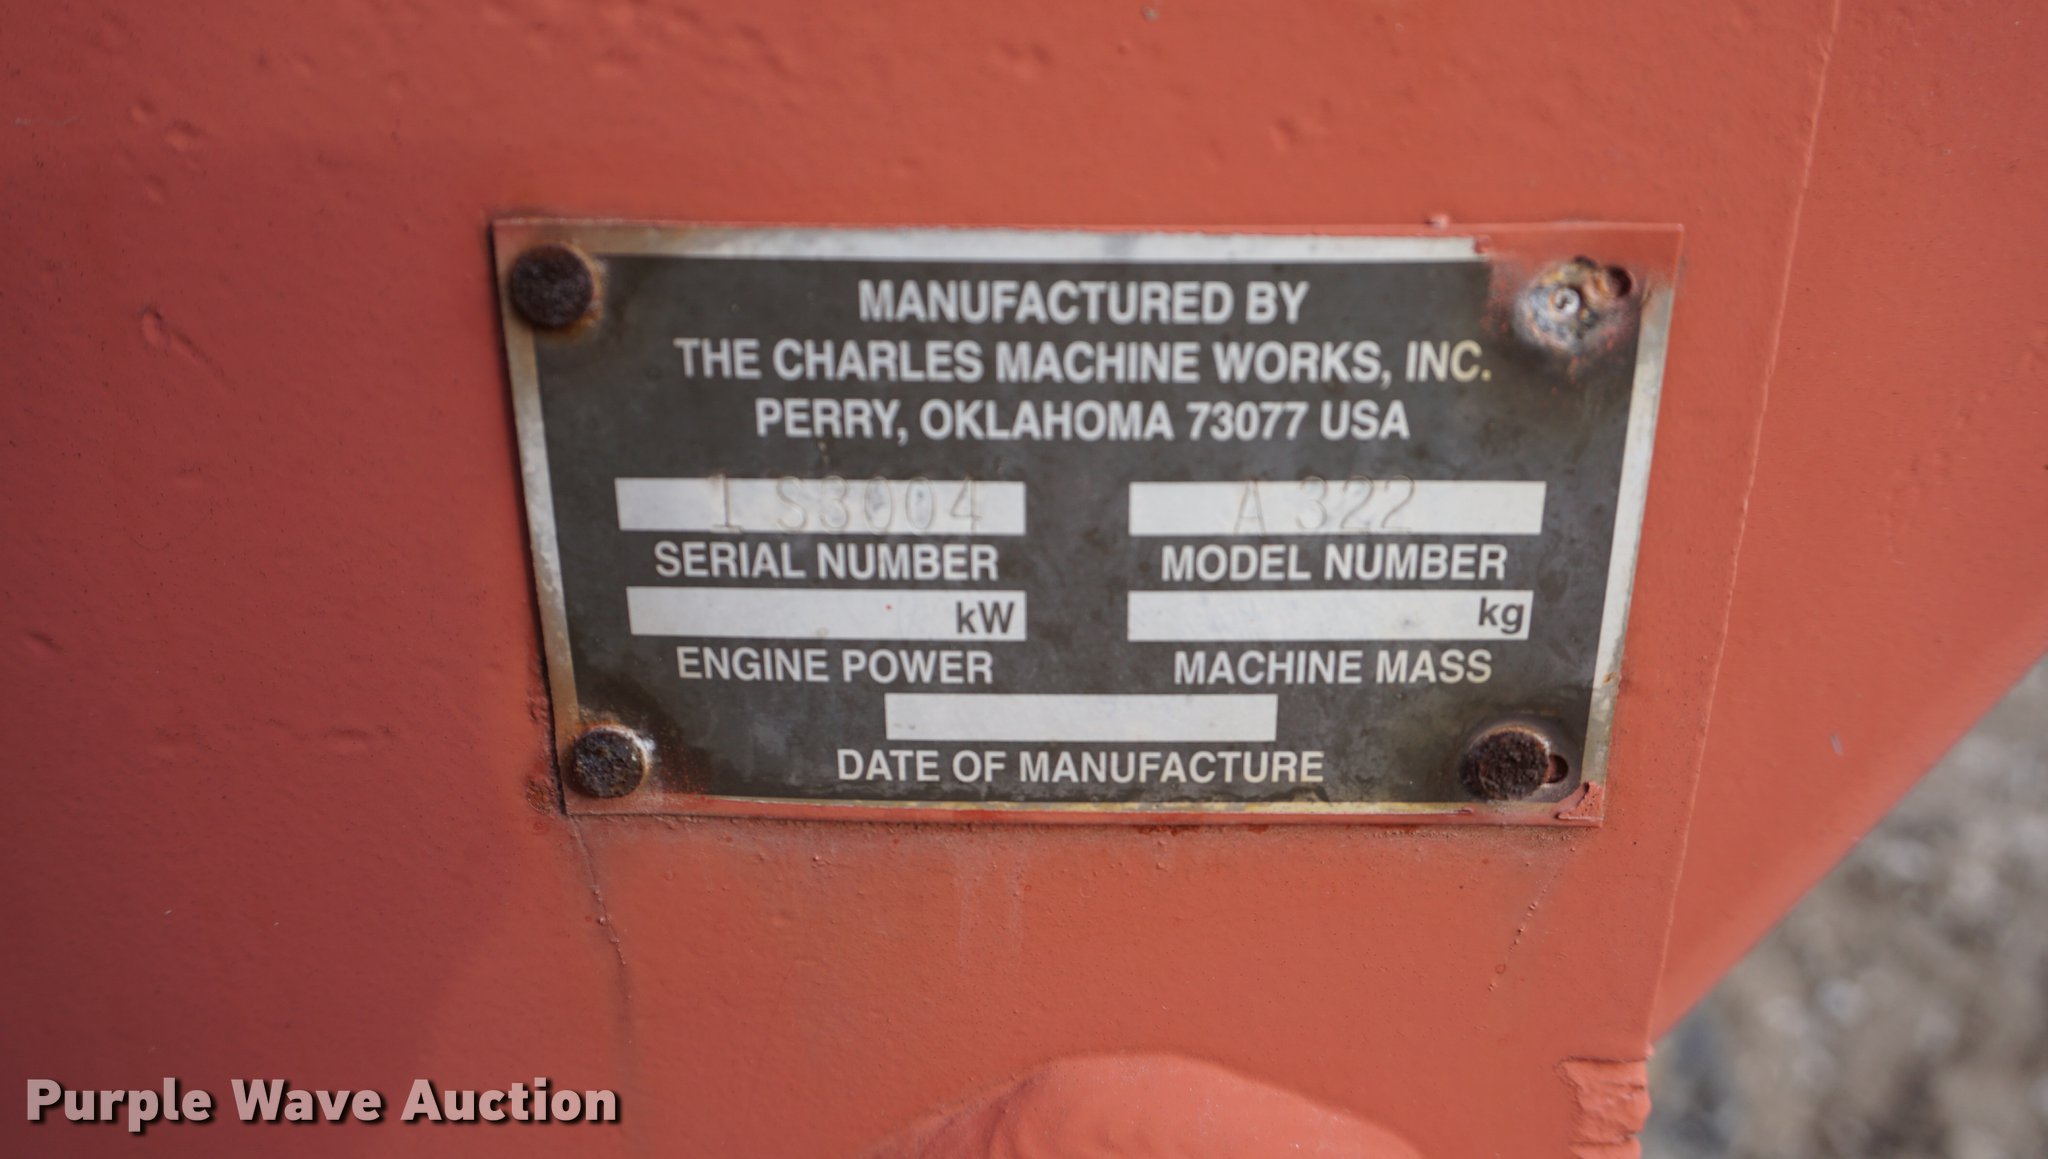 MANUFACTURED BY
THE CHARLES MACHINE WORKS, INC.
PERRY, OKLAHOMA 73077 USA
1S3004 A322
SERIAL NUMBER MODEL NUMBER
kW kg
ENGINE POWER MACHINE MASS
DATE OF MANUFACTURE
Purple Wave Auction